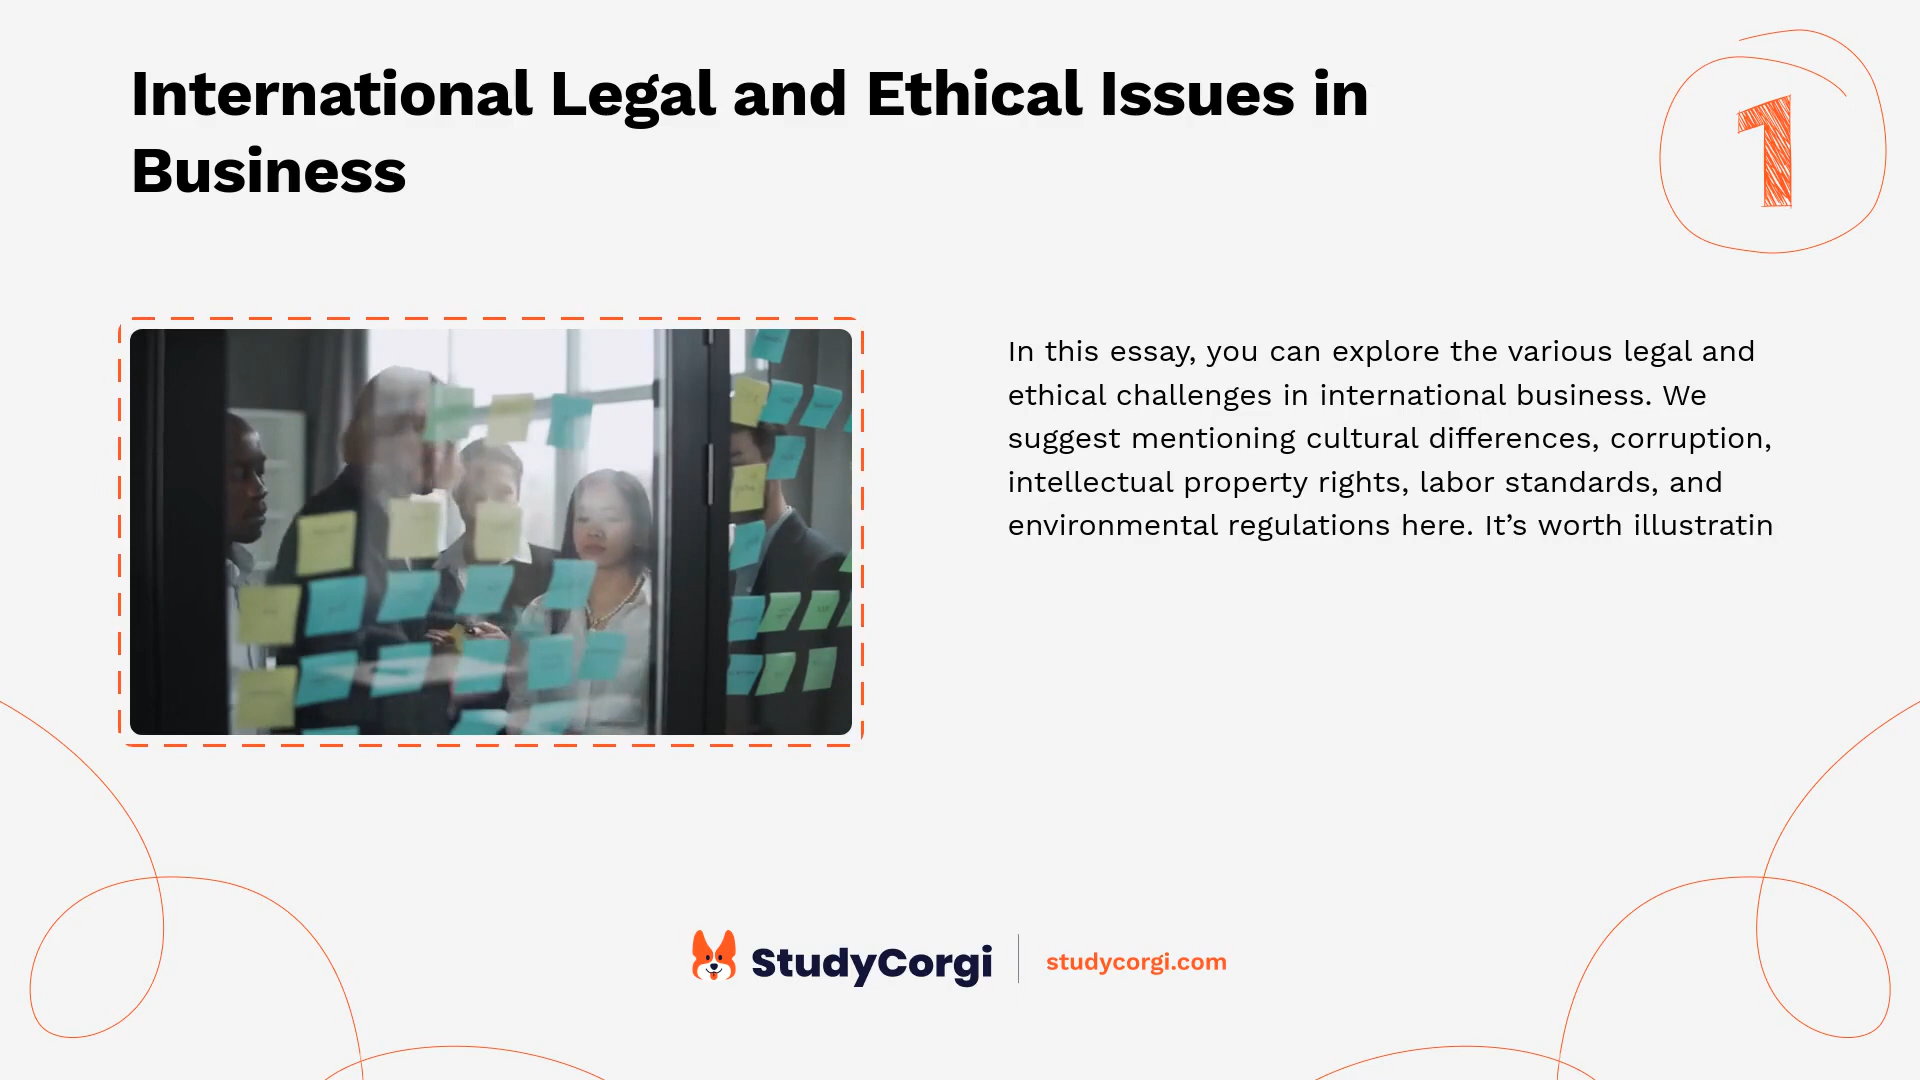 International Legal and Ethical Issues in
Business
1
In this essay, you can explore the various legal and
ethical challenges in international business. We
suggest mentioning cultural differences, corruption,
intellectual property rights, labor standards, and
environmental regulations here. It’s worth illustratin
StudyCorgi
studycorgi.com